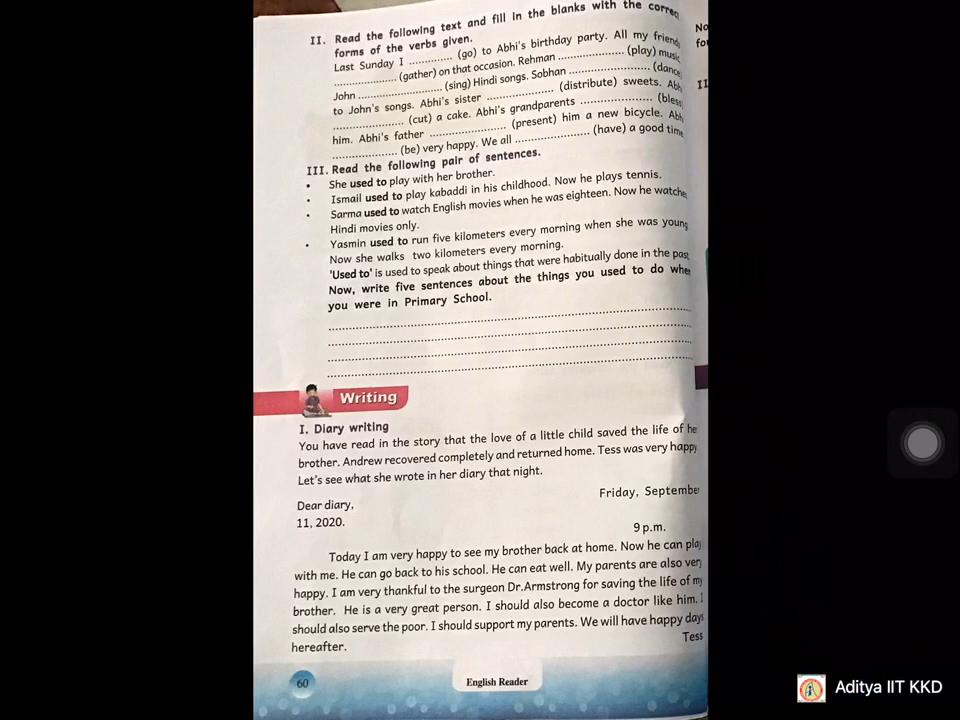 II. Read the following text and fill in the blanks with the correc
forms of the verbs given.
Last Sunday I .............. (go) to Abhi's birthday party. All my friend
.................... (gather) on that occasion. Rehman ..................... (play) music
John ........................... (sing) Hindi songs. Sobhan .......................... (dance
to John's songs. Abhi's sister ..................... (distribute) sweets. Abh
....................... (cut) a cake. Abhi's grandparents ....................... (bless
him. Abhi's father ........................ (present) him a new bicycle. Abh
..................... (be) very happy. We all ........................ (have) a good time
III. Read the following pair of sentences.
• She used to play with her brother.
• Ismail used to play kabaddi in his childhood. Now he plays tennis.
• Sarma used to watch English movies when he was eighteen. Now he watche
Hindi movies only.
• Yasmin used to run five kilometers every morning when she was young
Now she walks two kilometers every morning.
'Used to' is used to speak about things that were habitually done in the past
Now, write five sentences about the things you used to do whe
you were in Primary School.
Writing
I. Diary writing
You have read in the story that the love of a little child saved the life of he
brother. Andrew recovered completely and returned home. Tess was very happy
Let's see what she wrote in her diary that night.
Dear diary, Friday, Septembe
11, 2020.
9 p.m.
Today I am very happy to see my brother back at home. Now he can play
with me. He can go back to his school. He can eat well. My parents are also very
happy. I am very thankful to the surgeon Dr.Armstrong for saving the life of my
brother. He is a very great person. I should also become a doctor like him. I
should also serve the poor. I should support my parents. We will have happy days
hereafter. Tess
60 English Reader
No
fo
II
Aditya IIT KKD